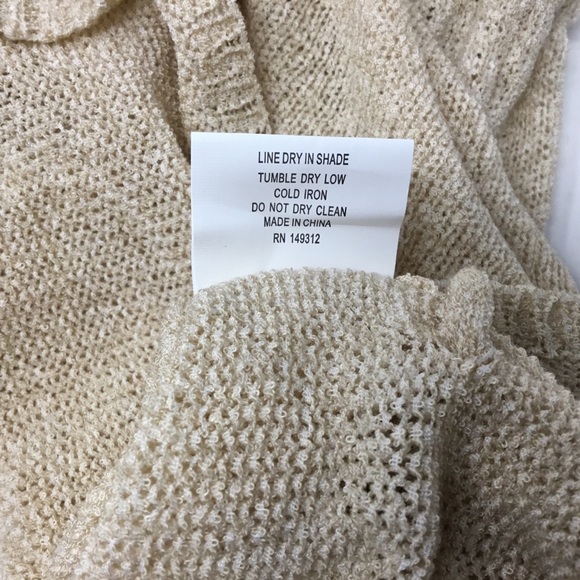 LINE DRY IN SHADE
TUMBLE DRY LOW
COLD IRON
DO NOT DRY CLEAN
MADE IN CHINA
RN 149312